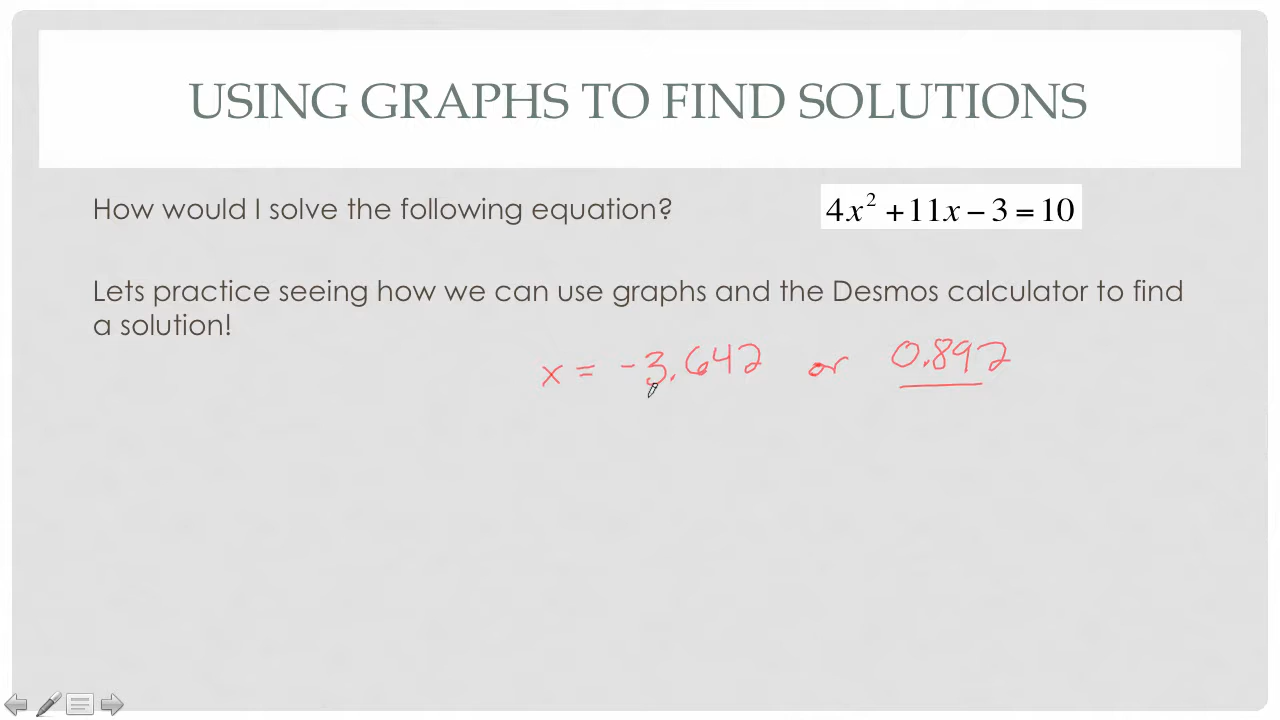 USING GRAPHS TO FIND SOLUTIONS
How would I solve the following equation? 4x² + 11x − 3 = 10
Lets practice seeing how we can use graphs and the Desmos calculator to find
a solution!
x = -3.642 or 0.892